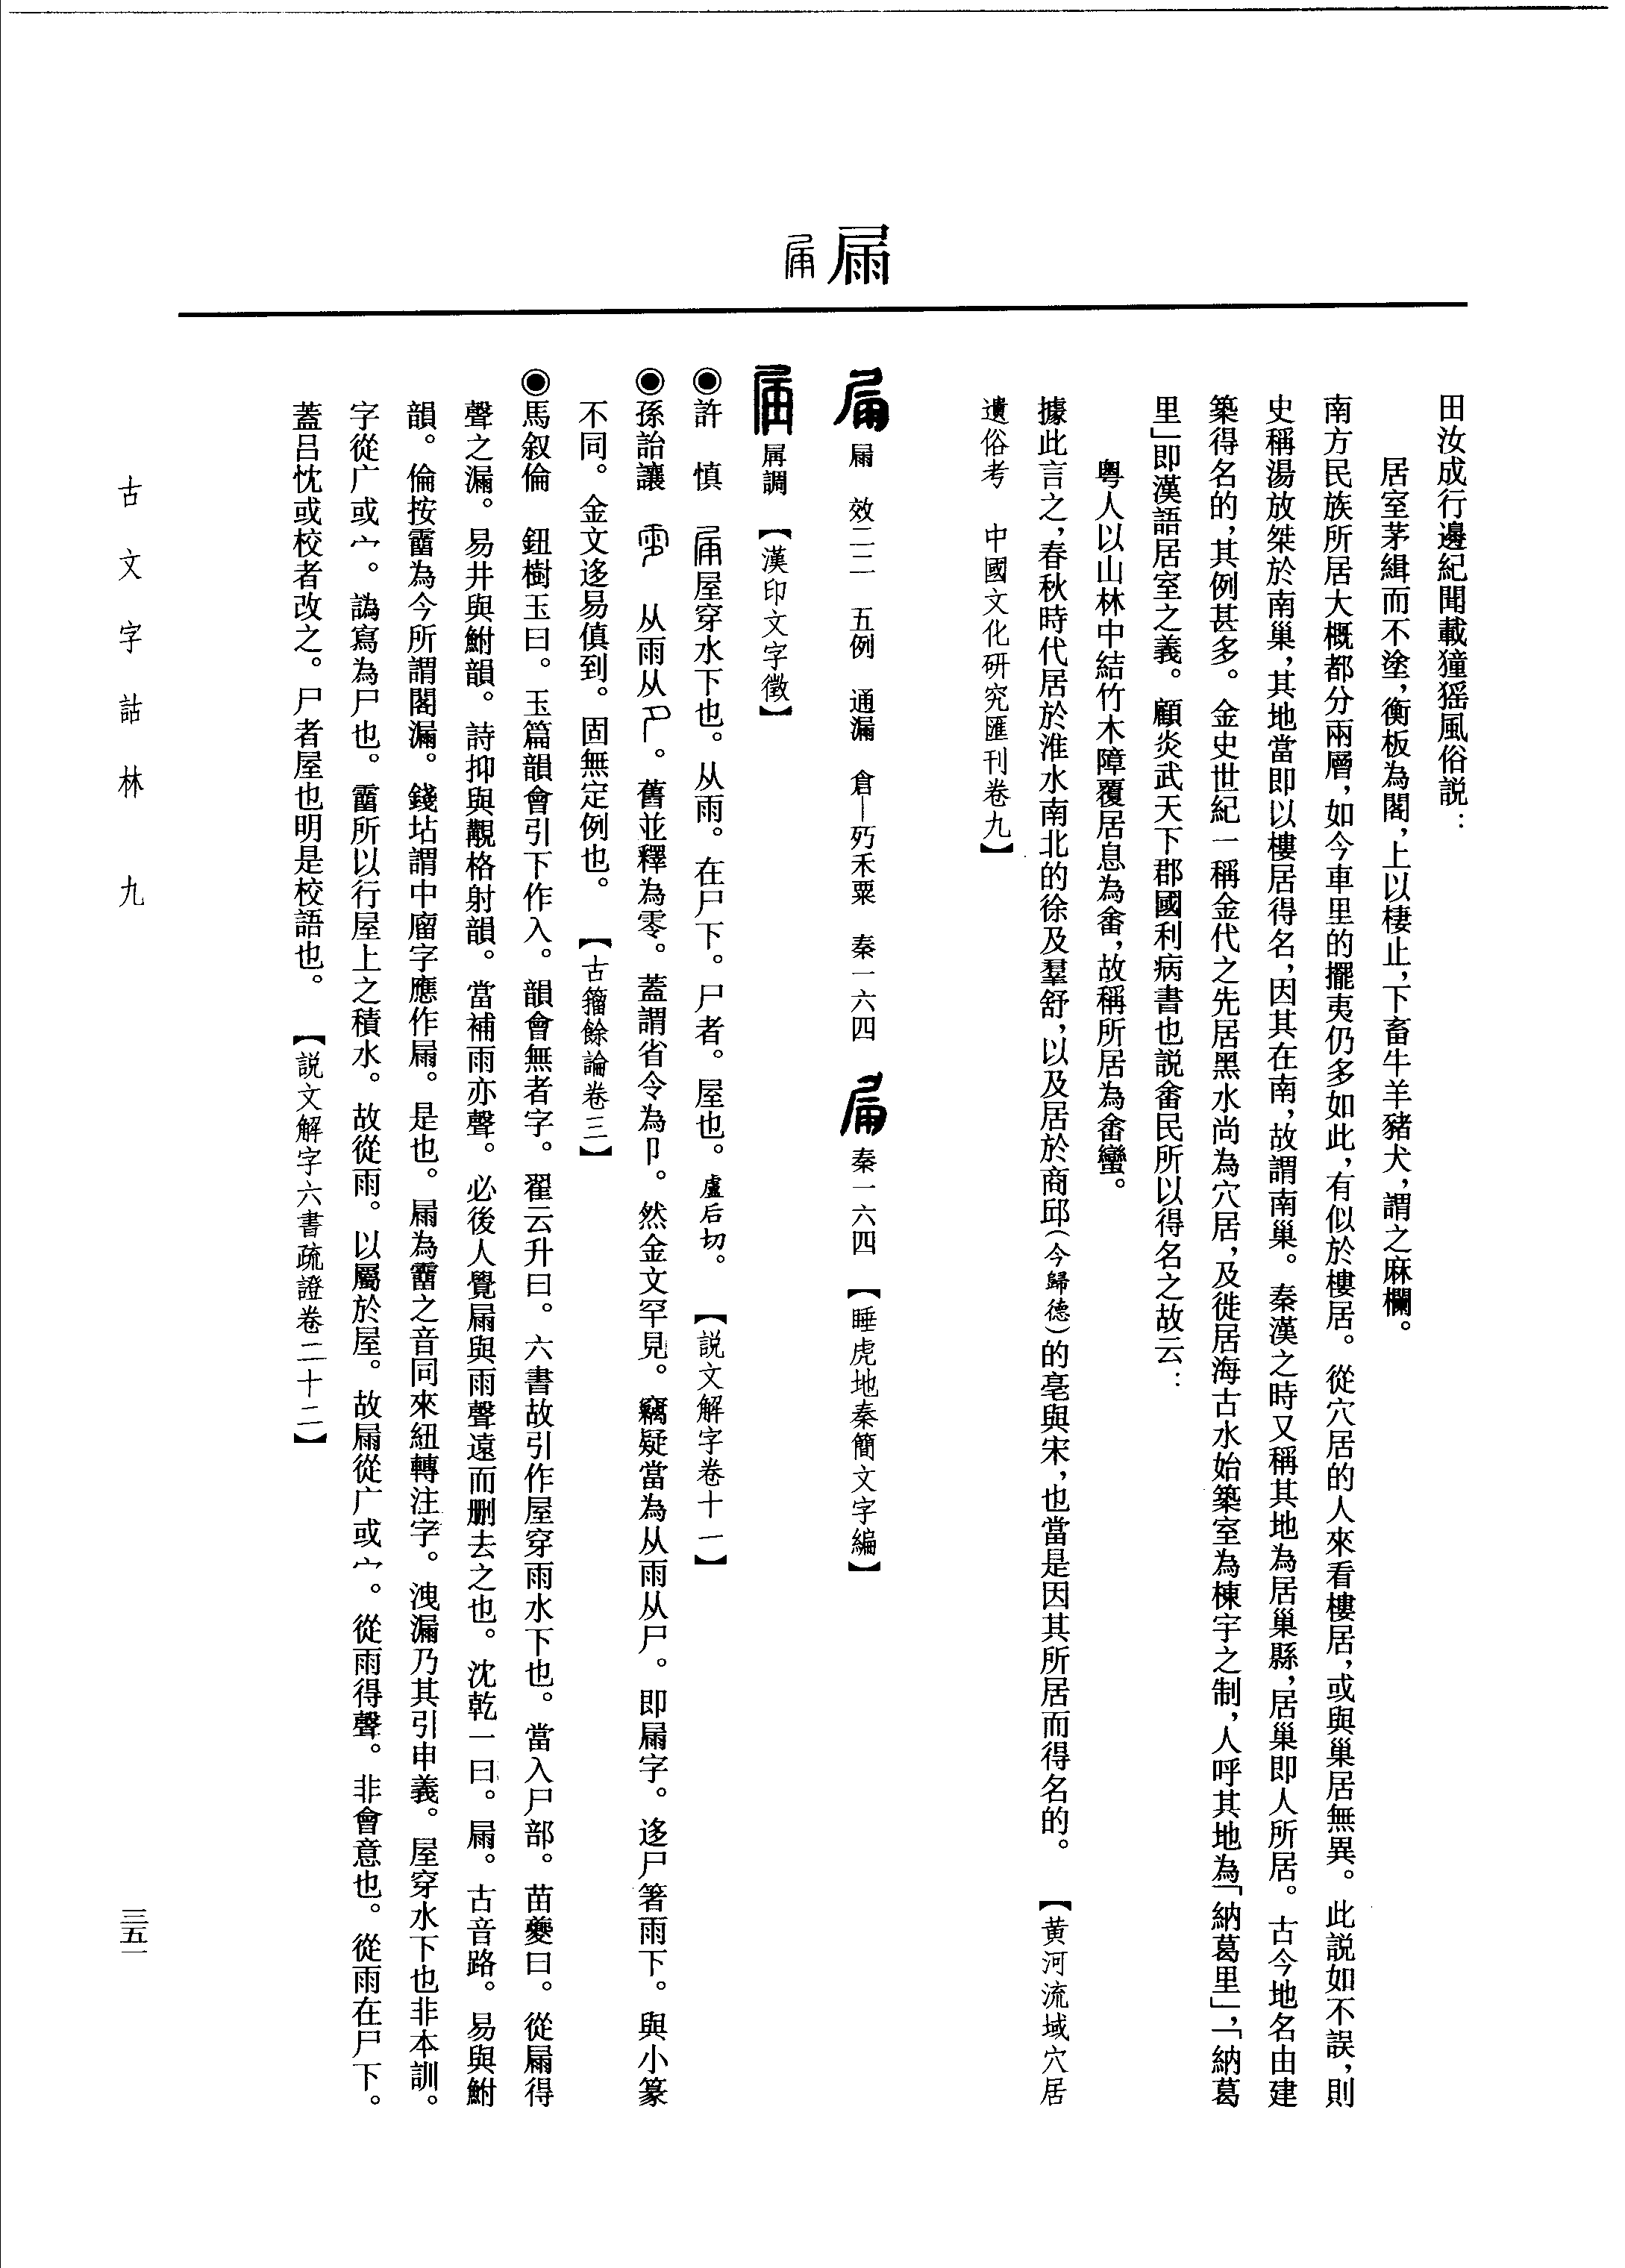 屚
田汝成行邊紀聞載獞猺風俗説：
居室茅緝而不塗，衡板為閣，上以棲止，下畜牛羊豬犬，謂之麻欄。
南方民族所居大概都分兩層，如今車里的擺夷仍多如此，有似於樓居。從穴居的人來看樓居，或與巢居無異。此説如不誤，則
史稱湯放桀於南巢，其地當即以樓居得名，因其在南，故謂南巢。秦漢之時又稱其地為居巢縣，居巢即人所居。古今地名由建
築得名的，其例甚多。金史世紀一稱金代之先居黑水尚為穴居，及徙居海古水始築室為棟宇之制，人呼其地為「納葛里」，「納葛
里」即漢語居室之義。顧炎武天下郡國利病書也説畬民所以得名之故云：
粵人以山林中結竹木障覆居息為畬，故稱所居為畬蠻。
據此言之，春秋時代居於淮水南北的徐及羣舒，以及居於商邱（今歸德）的亳與宋，也當是因其所居而得名的。【黄河流域穴居
遺俗考　中國文化研究匯刊卷九】
屚　效二二　五例　通漏　倉—朽禾粟　秦一六四　秦一六四【睡虎地秦簡文字編】
屚調【漢印文字徵】
◉許　慎　屚屋穿水下也。从雨。在尸下。尸者。屋也。盧后切。【説文解字卷十一】
◉孫詒讓　从雨从。舊並釋為零。蓋謂省令為卩。然金文罕見。竊疑當為从雨从尸。即屚字。迻尸箸雨下。與小篆
不同。金文迻易傎到。固無定例也。【古籀餘論卷三】
◉馬叙倫　鈕樹玉曰。玉篇韻會引下作入。韻會無者字。翟云升曰。六書故引作屋穿雨水下也。當入尸部。苗夔曰。從屚得
聲之漏。易井與鮒韻。詩抑與覯格射韻。當補雨亦聲。必後人覺屚與雨聲遠而删去之也。沈乾一曰。屚。古音路。易與鮒
韻。倫按霤為今所謂閣漏。錢坫謂中廇字應作屚。是也。屚為霤之音同來紐轉注字。洩漏乃其引申義。屋穿水下也非本訓。
字從广或宀。譌寫為尸也。霤所以行屋上之積水。故從雨。以屬於屋。故屚從广或宀。從雨得聲。非會意也。從雨在尸下。
蓋吕忱或校者改之。尸者屋也明是校語也。【説文解字六書疏證卷二十二】
古文字詁林　九
三五一